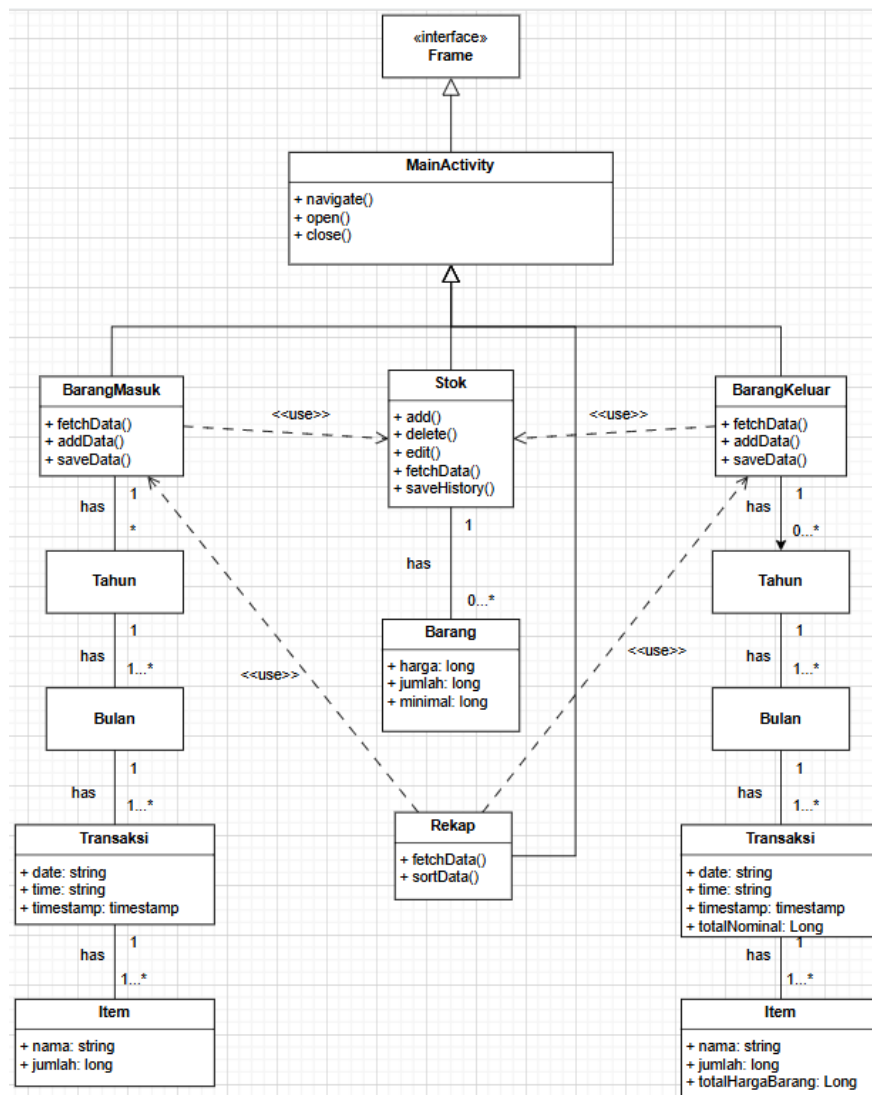 «interface»
Frame
MainActivity
+ navigate()
+ open()
+ close()
BarangMasuk
+ fetchData()
+ addData()
+ saveData()
<<use>>
Stok
+ add()
+ delete()
+ edit()
+ fetchData()
+ saveHistory()
<<use>>
BarangKeluar
+ fetchData()
+ addData()
+ saveData()
1
has
*
1
has
0...*
1
has
0...*
Tahun
Barang
+ harga: long
+ jumlah: long
+ minimal: long
Tahun
1
has
1...*
<<use>>
<<use>>
1
has
1...*
Bulan
Bulan
1
has
1...*
1
has
1...*
Transaksi
+ date: string
+ time: string
+ timestamp: timestamp
Rekap
+ fetchData()
+ sortData()
Transaksi
+ date: string
+ time: string
+ timestamp: timestamp
+ totalNominal: Long
1
has
1...*
1
has
1...*
Item
+ nama: string
+ jumlah: long
Item
+ nama: string
+ jumlah: long
+ totalHargaBarang: Long